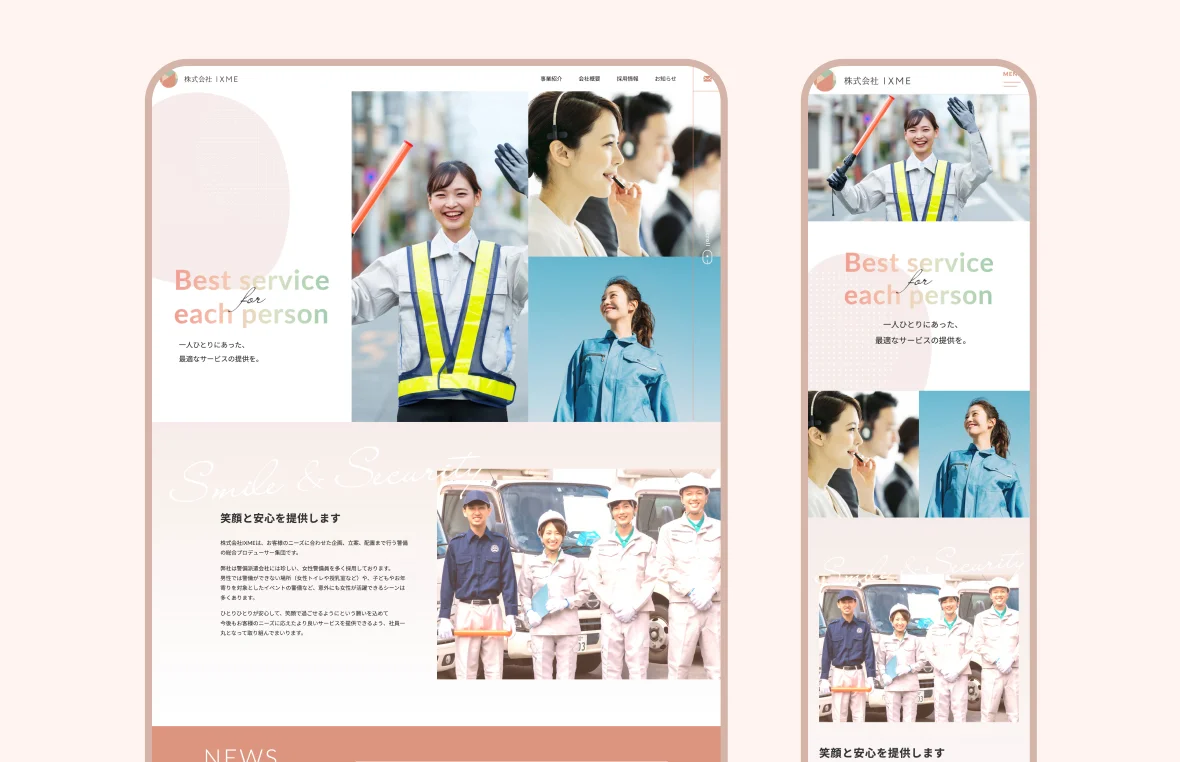 株式会社 IXME
事業紹介 会社概要 採用情報 お知らせ
Best service
for
each person
一人ひとりにあった、
最適なサービスの提供を。
Smile & Security
笑顔と安心を提供します
株式会社IXMEは、お客様のニーズに合わせた企画、立案、配置まで行う警備
の総合プロデューサー集団です。
弊社は警備派遣会社には珍しい、女性警備員を多く採用しております。
男性では警備ができない場所（女性トイレや授乳室など）や、子どもやお年
寄りを対象としたイベントの警備など、意外にも女性が活躍できるシーンは
多くあります。
ひとりひとりが安心して、笑顔で過ごせるようにという願いを込めて
今後もお客様のニーズに応えたより良いサービスを提供できるよう、社員一
丸となって取り組んでまいります。
NEWS
株式会社 IXME
Best service
for
each person
一人ひとりにあった、
最適なサービスの提供を。
Smile & Security
笑顔と安心を提供します